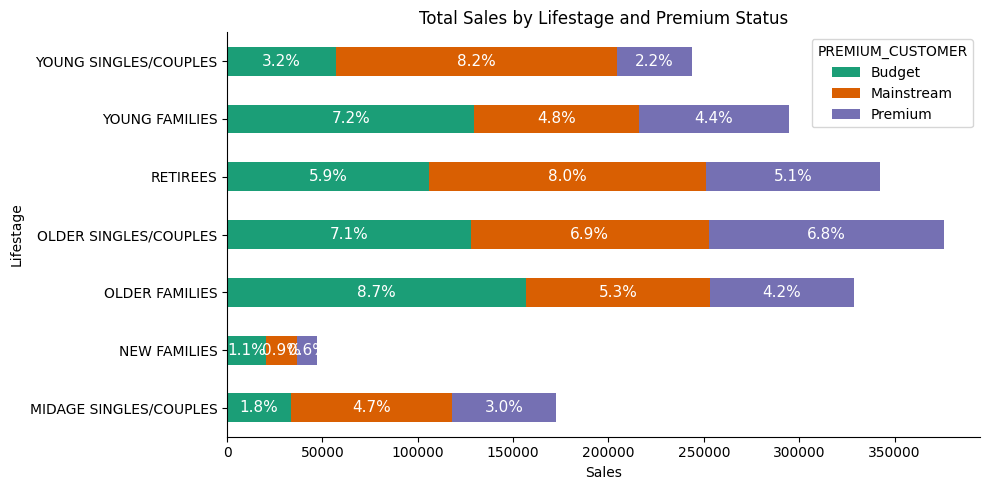 Total Sales by Lifestage and Premium Status
PREMIUM_CUSTOMER
Budget
Mainstream
Premium
Lifestage
YOUNG SINGLES/COUPLES 3.2% 8.2% 2.2%
YOUNG FAMILIES 7.2% 4.8% 4.4%
RETIREES 5.9% 8.0% 5.1%
OLDER SINGLES/COUPLES 7.1% 6.9% 6.8%
OLDER FAMILIES 8.7% 5.3% 4.2%
NEW FAMILIES 1.1% 0.9% 0.6%
MIDAGE SINGLES/COUPLES 1.8% 4.7% 3.0%
0 50000 100000 150000 200000 250000 300000 350000
Sales